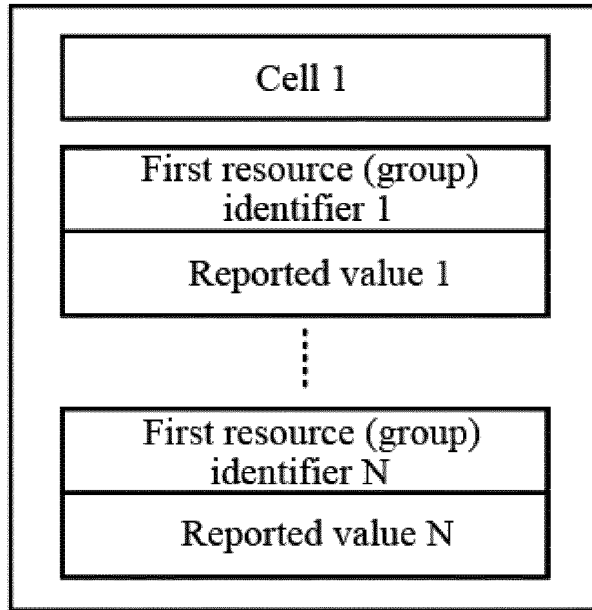 Cell 1
First resource (group)
identifier 1
Reported value 1
First resource (group)
identifier N
Reported value N